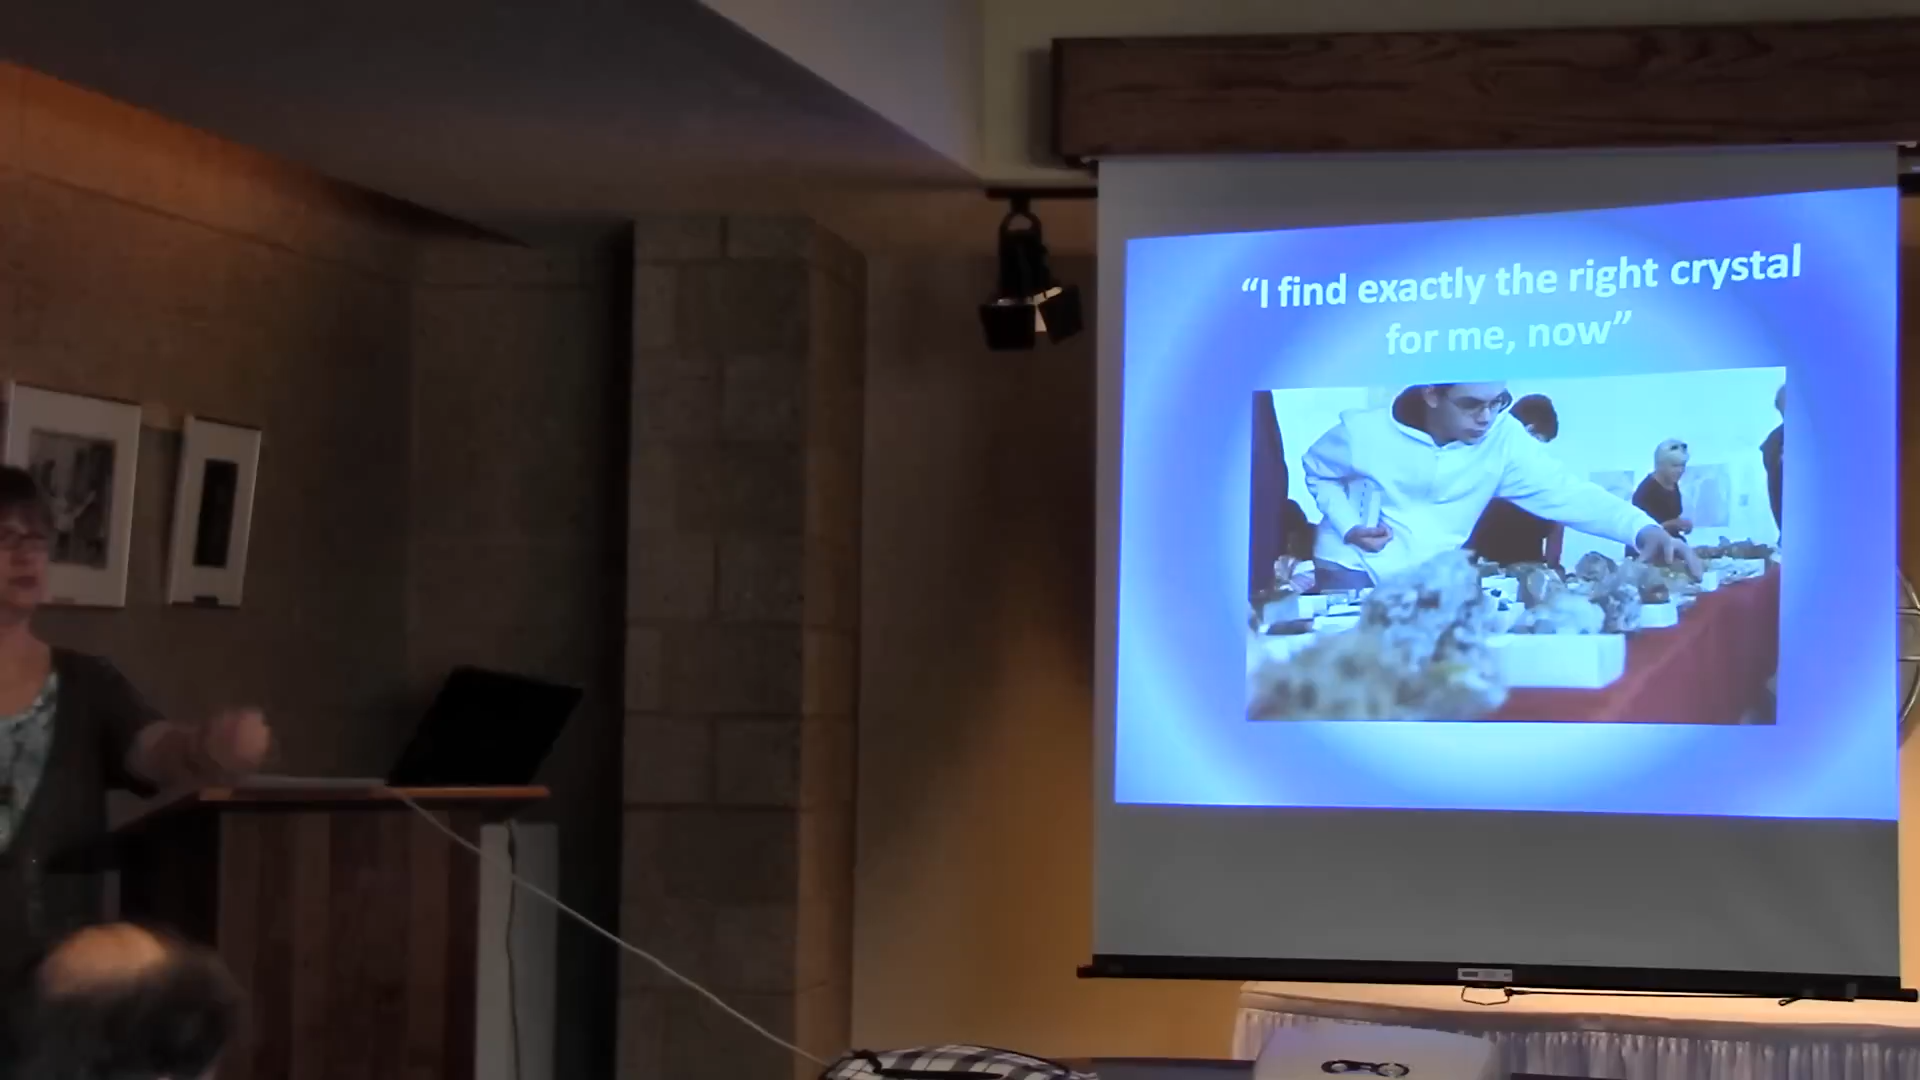 “I find exactly the right crystal
for me, now”